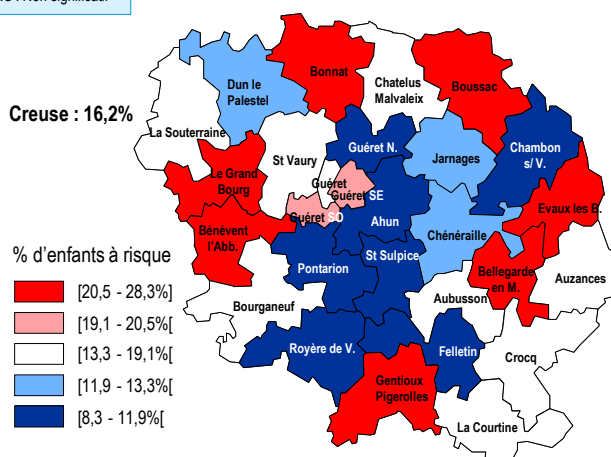 Bonnat
Dun le
Palestel
Chatelus
Malvaleix
Boussac
Creuse : 16,2%
La Souterraine
Guéret N.
Chambon
s/ V.
St Vaury
Jarnages
Le Grand
Bourg
Guéret
Guéret SE
Evaux les B.
Guéret SO
Ahun
Bénévent
l'Abb.
Chénéraille
% d'enfants à risque
St Sulpice
Pontarion
Bellegarde
en M.
Auzances
[20,5 - 28,3%]
Bourganeuf
Aubusson
[19,1 - 20,5%[
[13,3 - 19,1%[
Royère de V.
Felletin
Crocq
[11,9 - 13,3%[
Gentioux
Pigerolles
[8,3 - 11,9%[
La Courtine